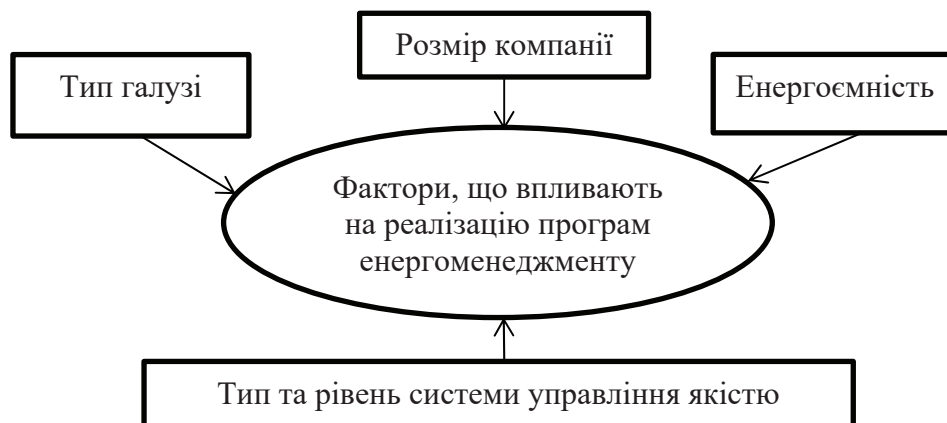 Розмір компанії
Тип галузі
Енергоємність
Фактори, що впливають
на реалізацію програм
енергоменеджменту
Тип та рівень системи управління якістю